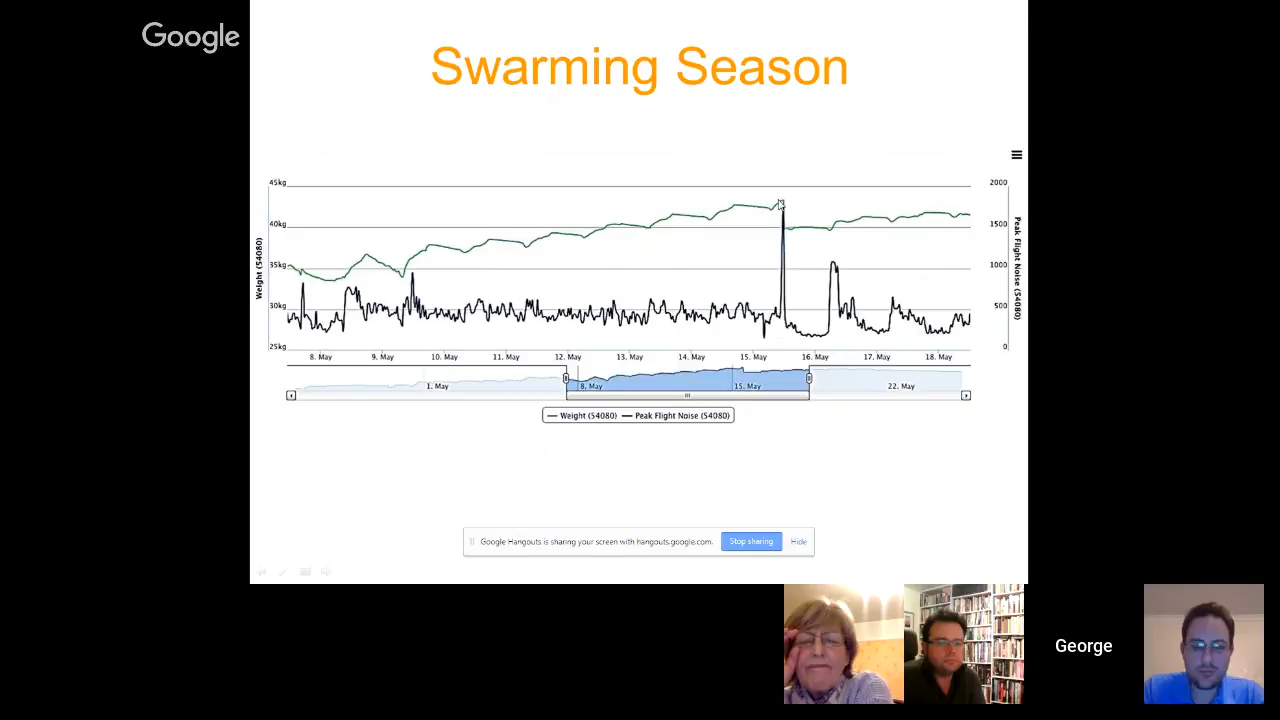 Google
Swarming Season
45kg
40kg
35kg
30kg
25kg
Weight (54080)
2000
1500
1000
500
0
Peak Flight Noise (54080)
8. May
9. May
10. May
11. May
12. May
13. May
14. May
15. May
16. May
17. May
18. May
1. May
8. May
15. May
22. May
Weight (54080)
Peak Flight Noise (54080)
Google Hangouts is sharing your screen with hangouts.google.com.
Stop sharing
Hide
George